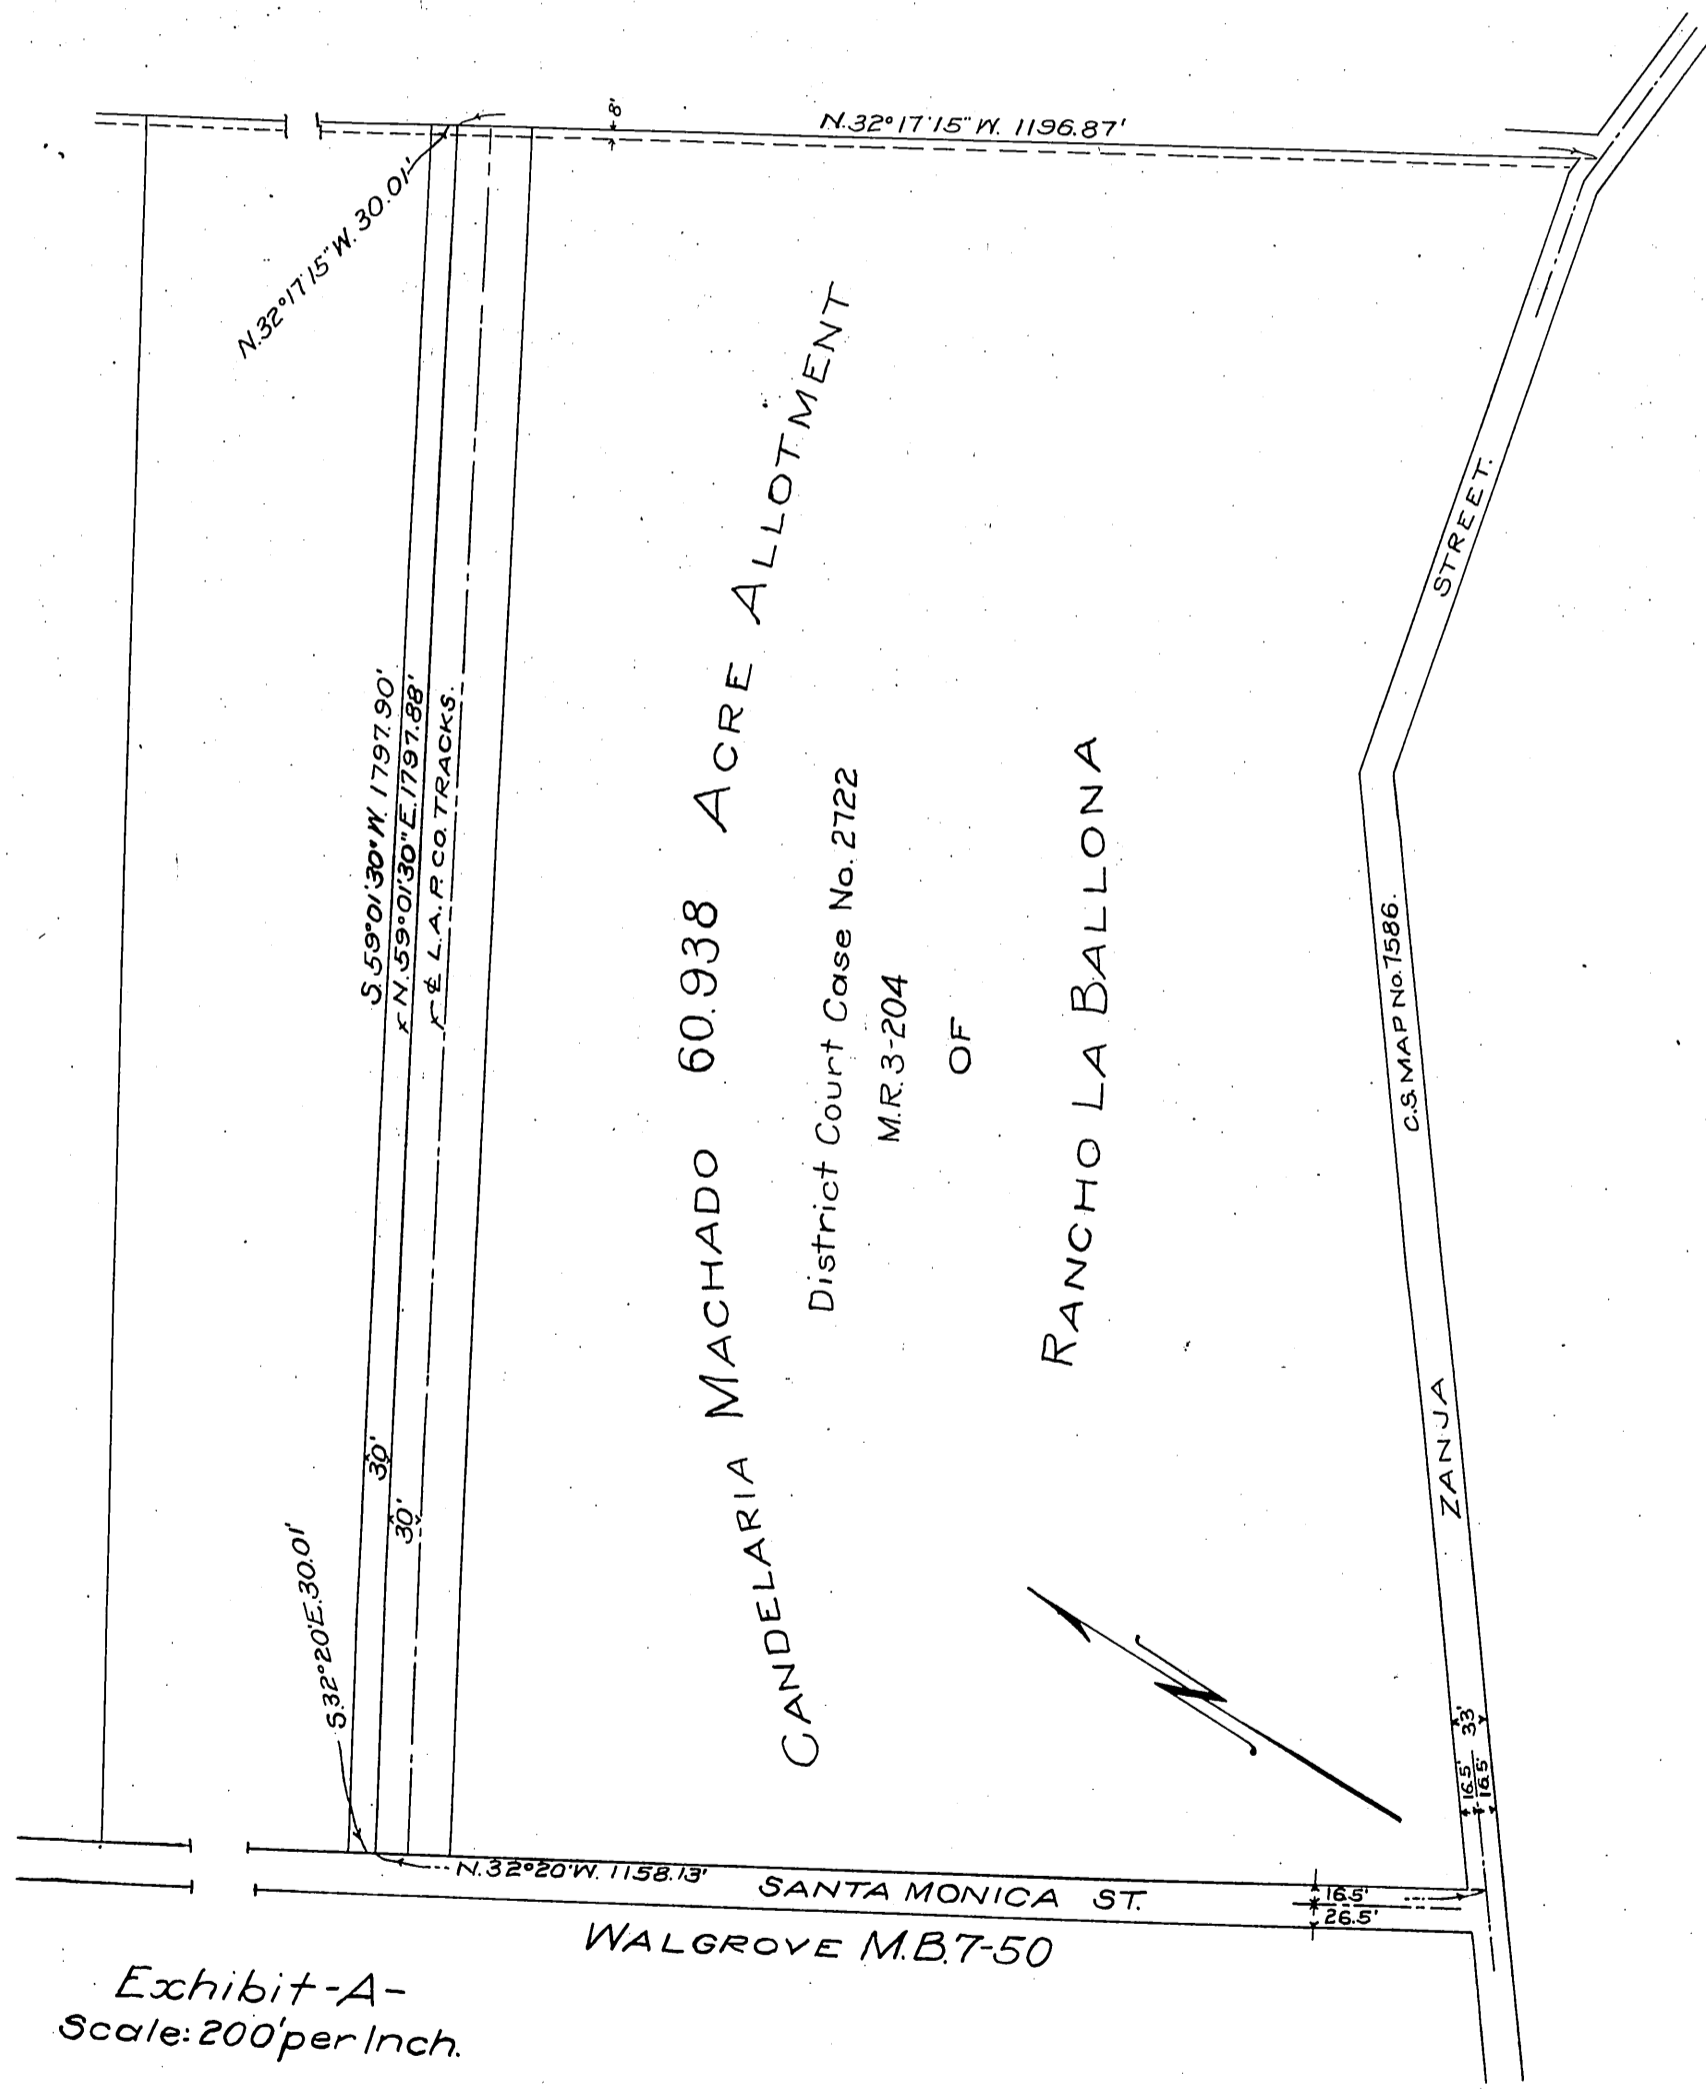 N.32°17'15"W. 1196.87'
8'
N.32°17'15"W. 30.01'
S.59°01'30"W. 1797.90'
N.59°01'30"E. 1797.88'
℄ L.A.P. CO. TRACKS.
30'
30'
S.32°20'E. 30.01'
CANDELARIA MACHADO 60.938 ACRE ALLOTMENT
District Court Case No. 2722
M.R. 3-204
OF
RANCHO LA BALLONA
ZANJA STREET.
C.S. MAP No. 7586.
33'
16.5'
16.5'
N.32°20'W. 1158.13'
SANTA MONICA ST.
16.5'
26.5'
WALGROVE M.B. 7-50
Exhibit -A-
Scale: 200' per Inch.